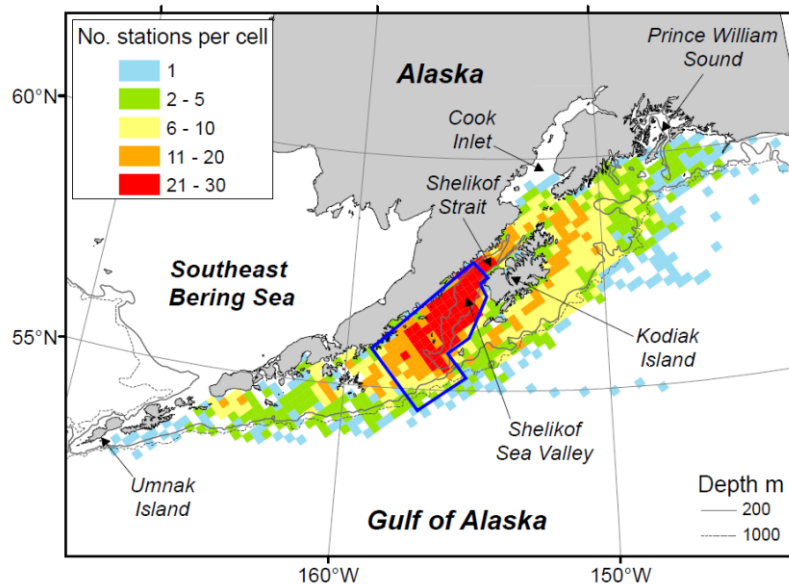 No. stations per cell
1
2 - 5
6 - 10
11 - 20
21 - 30
Prince William
Sound
Alaska
60°N
Cook
Inlet
Shelikof
Strait
Southeast
Bering Sea
55°N
Kodiak
Island
Shelikof
Sea Valley
Umnak
Island
Gulf of Alaska
Depth m
200
1000
160°W
150°W